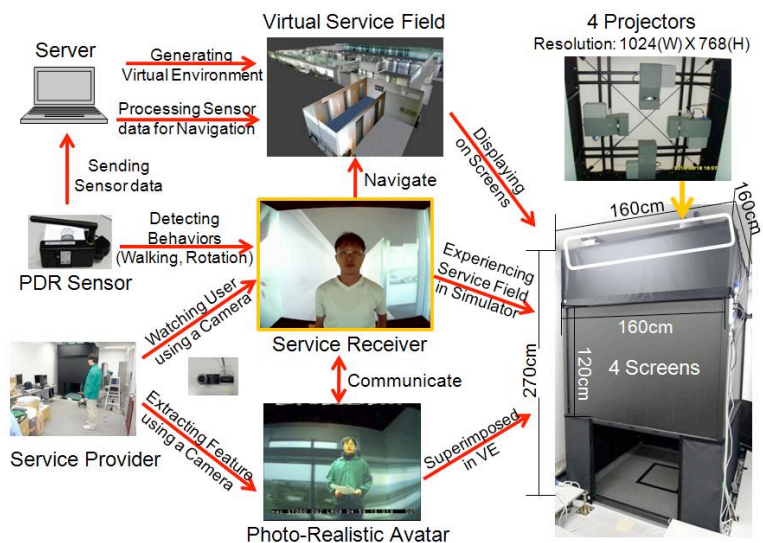 Virtual Service Field
4 Projectors
Resolution: 1024(W) X 768(H)
Server
Generating
Virtual Environment
Processing Sensor
data for Navigation
Sending
Sensor data
Navigate
Displaying
on Screens
160cm
160cm
Detecting
Behaviors
(Walking, Rotation)
PDR Sensor
Experiencing
Service Field
in Simulator
Watching User
using a Camera
Service Receiver
160cm
120cm
4 Screens
270cm
Communicate
Extracting Feature
using a Camera
Service Provider
Superimposed
in VE
Photo-Realistic Avatar